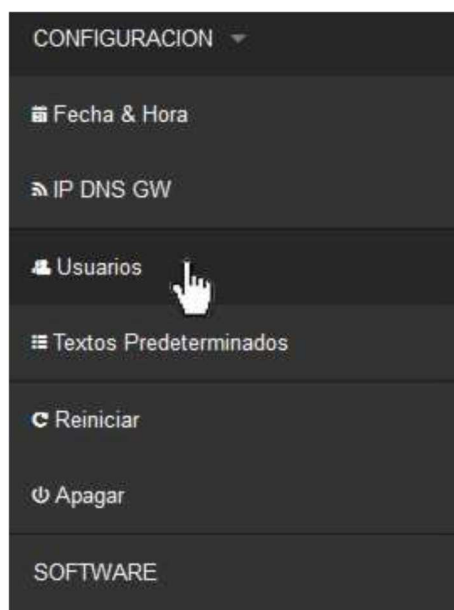 CONFIGURACION
Fecha & Hora
IP DNS GW
Usuarios
Textos Predeterminados
Reiniciar
Apagar
SOFTWARE